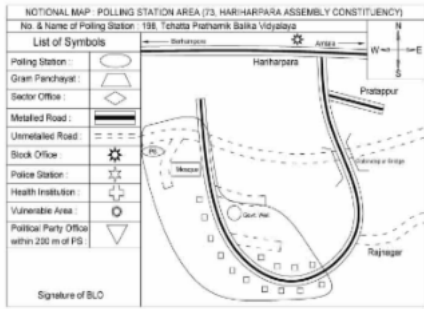 NOTIONAL MAP : POLLING STATION AREA (73, HARIHARPARA ASSEMBLY CONSTITUENCY)
No. & Name of Polling Station : 198, Tchatta Prathamik Balika Vidyalaya
List of Symbols
Polling Station :
Gram Panchayat :
Sector Office :
Metalled Road :
Unmetalled Road :
Block Office :
Police Station :
Health Institution :
Vulnerable Area :
Political Party Office
within 200 m of PS :
Signature of BLO
Berhampore
Amtala
Hariharpara
N
W
E
S
Pratappur
PS
Mosque
Govt. Well
Bridge
Rajnagar